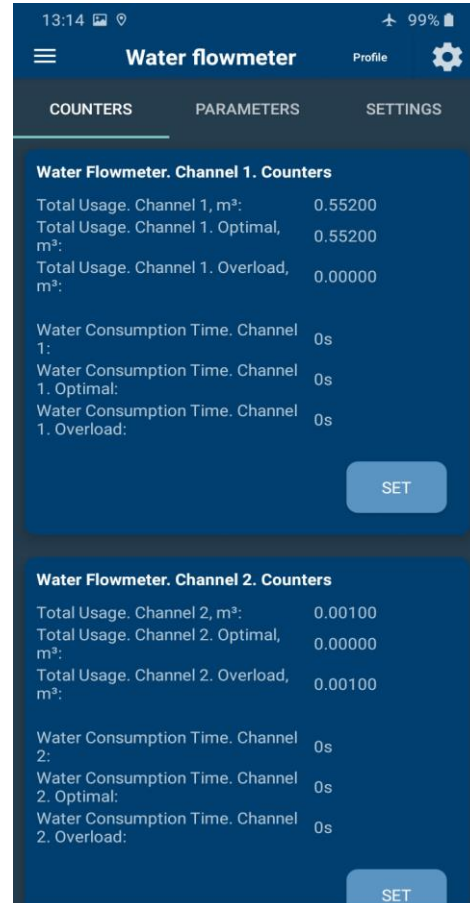 13:14 99%
Water flowmeter Profile
COUNTERS PARAMETERS SETTINGS
Water Flowmeter. Channel 1. Counters
Total Usage. Channel 1, m³: 0.55200
Total Usage. Channel 1. Optimal,
m³: 0.55200
Total Usage. Channel 1. Overload,
m³: 0.00000
Water Consumption Time. Channel
1: 0s
Water Consumption Time. Channel
1. Optimal: 0s
Water Consumption Time. Channel
1. Overload: 0s
SET
Water Flowmeter. Channel 2. Counters
Total Usage. Channel 2, m³: 0.00100
Total Usage. Channel 2. Optimal,
m³: 0.00000
Total Usage. Channel 2. Overload,
m³: 0.00100
Water Consumption Time. Channel
2: 0s
Water Consumption Time. Channel
2. Optimal: 0s
Water Consumption Time. Channel
2. Overload: 0s
SET